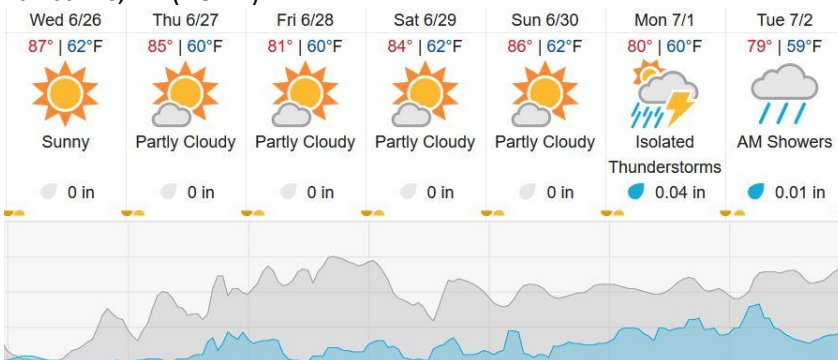 Wed 6/26 Thu 6/27 Fri 6/28 Sat 6/29 Sun 6/30 Mon 7/1 Tue 7/2
87° | 62°F 85° | 60°F 81° | 60°F 84° | 62°F 86° | 62°F 80° | 60°F 79° | 59°F
Sunny Partly Cloudy Partly Cloudy Partly Cloudy Partly Cloudy Isolated AM Showers
Thunderstorms
0 in 0 in 0 in 0 in 0 in 0.04 in 0.01 in